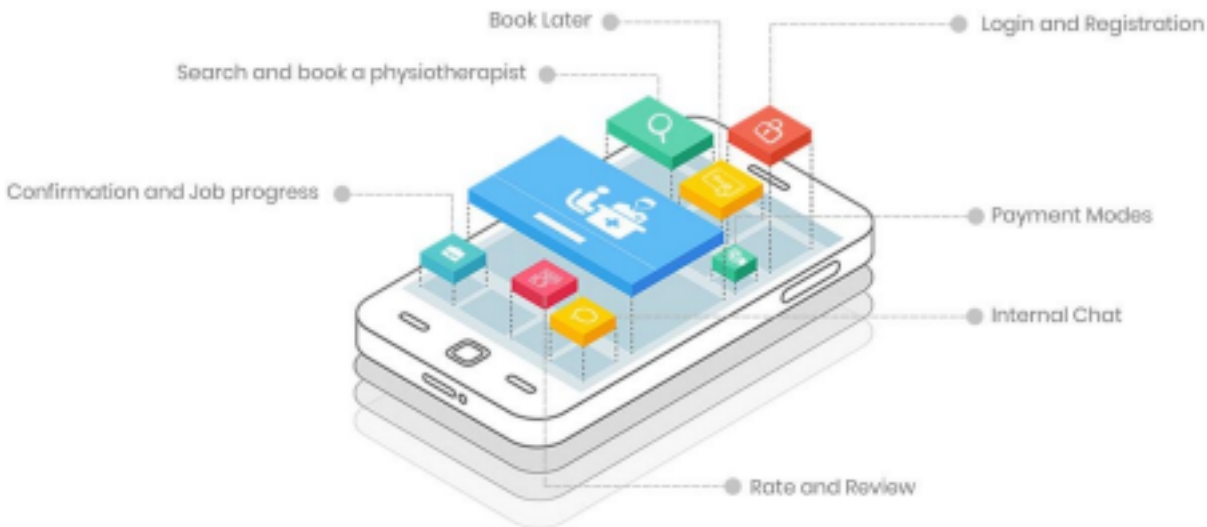 Book Later
Login and Registration
Search and book a physiotherapist
Confirmation and Job progress
Payment Modes
Internal Chat
Rate and Review